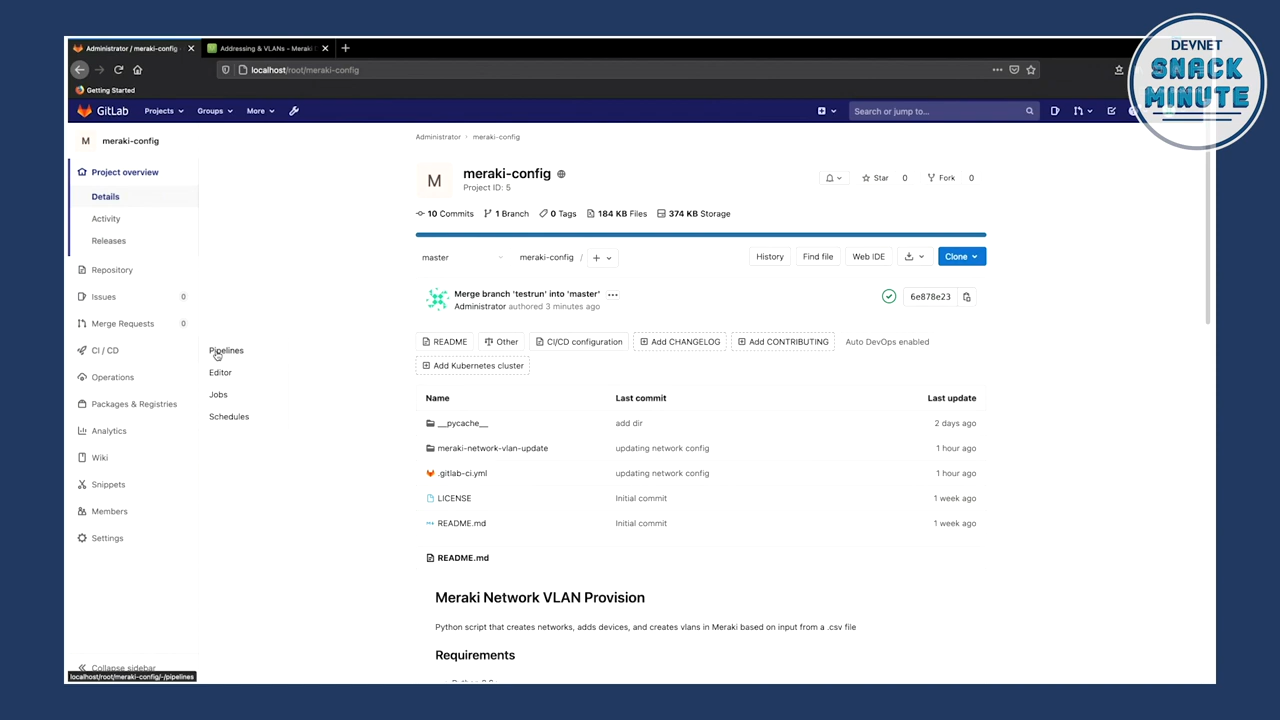 DEVNET
SNACK
MINUTE
Administrator / meraki-config
Addressing & VLANs - Meraki
localhost/root/meraki-config
Getting Started
GitLab Projects Groups More Search or jump to...
M meraki-config
Project overview
Details
Activity
Releases
Repository
Issues 0
Merge Requests 0
CI / CD
Operations
Packages & Registries
Analytics
Wiki
Snippets
Members
Settings
Collapse sidebar
localhost/root/meraki-config/-/pipelines
Pipelines
Editor
Jobs
Schedules
Administrator › meraki-config
M
meraki-config
Project ID: 5
Star 0 Fork 0
10 Commits 1 Branch 0 Tags 184 KB Files 374 KB Storage
master meraki-config / + History Find file Web IDE Clone
Merge branch 'testrun' into 'master'
Administrator authored 3 minutes ago
6e878e23
README Other CI/CD configuration Add CHANGELOG Add CONTRIBUTING Auto DevOps enabled
Add Kubernetes cluster
Name Last commit Last update
__pycache__ add dir 2 days ago
meraki-network-vlan-update updating network config 1 hour ago
.gitlab-ci.yml updating network config 1 hour ago
LICENSE Initial commit 1 week ago
README.md Initial commit 1 week ago
README.md
Meraki Network VLAN Provision
Python script that creates networks, adds devices, and creates vlans in Meraki based on input from a .csv file
Requirements